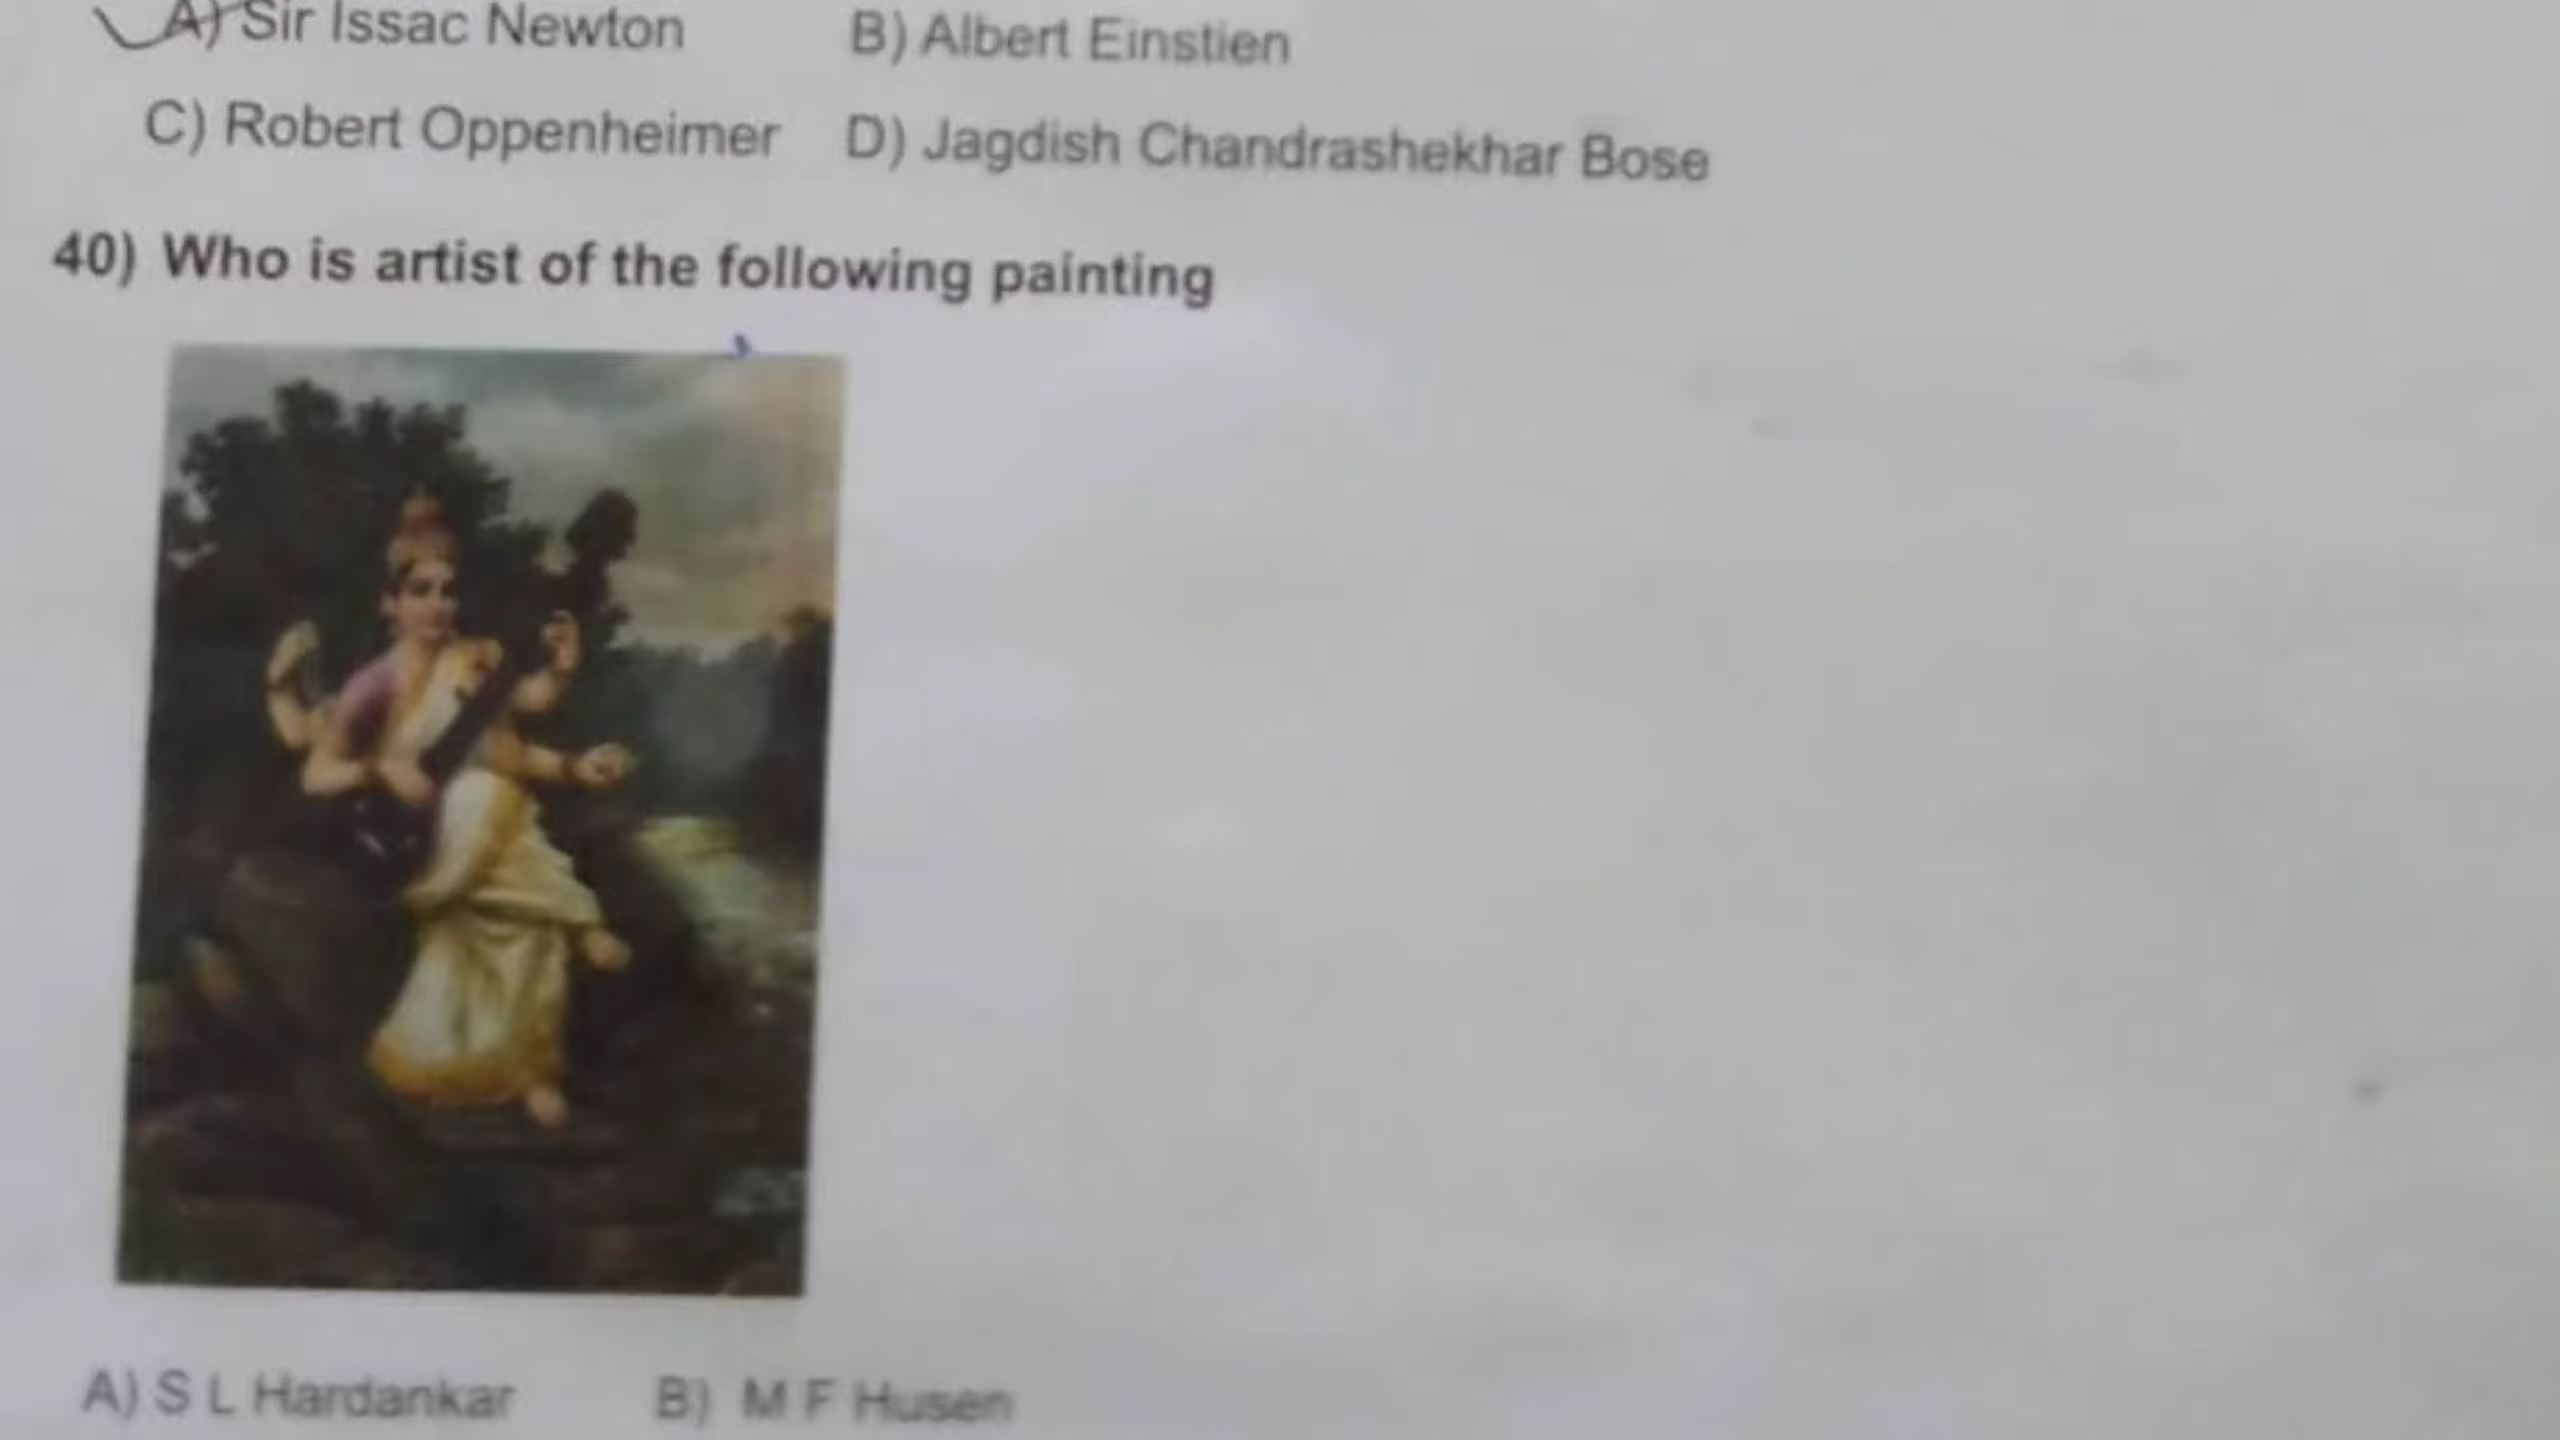 A) Sir Issac Newton B) Albert Einstien
C) Robert Oppenheimer D) Jagdish Chandrashekhar Bose
40) Who is artist of the following painting
A) S L Hardankar B) M F Husen